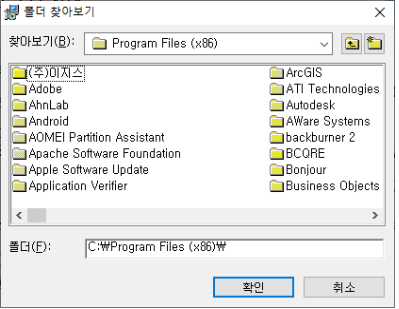 폴더 찾아보기
찾아보기(B):
Program Files (x86)
(주)이지스
Adobe
AhnLab
Android
AOMEI Partition Assistant
Apache Software Foundation
Apple Software Update
Application Verifier
ArcGIS
ATI Technologies
Autodesk
AWare Systems
backburner 2
BCQRE
Bonjour
Business Objects
폴더(F):
C:₩Program Files (x86)₩
확인
취소